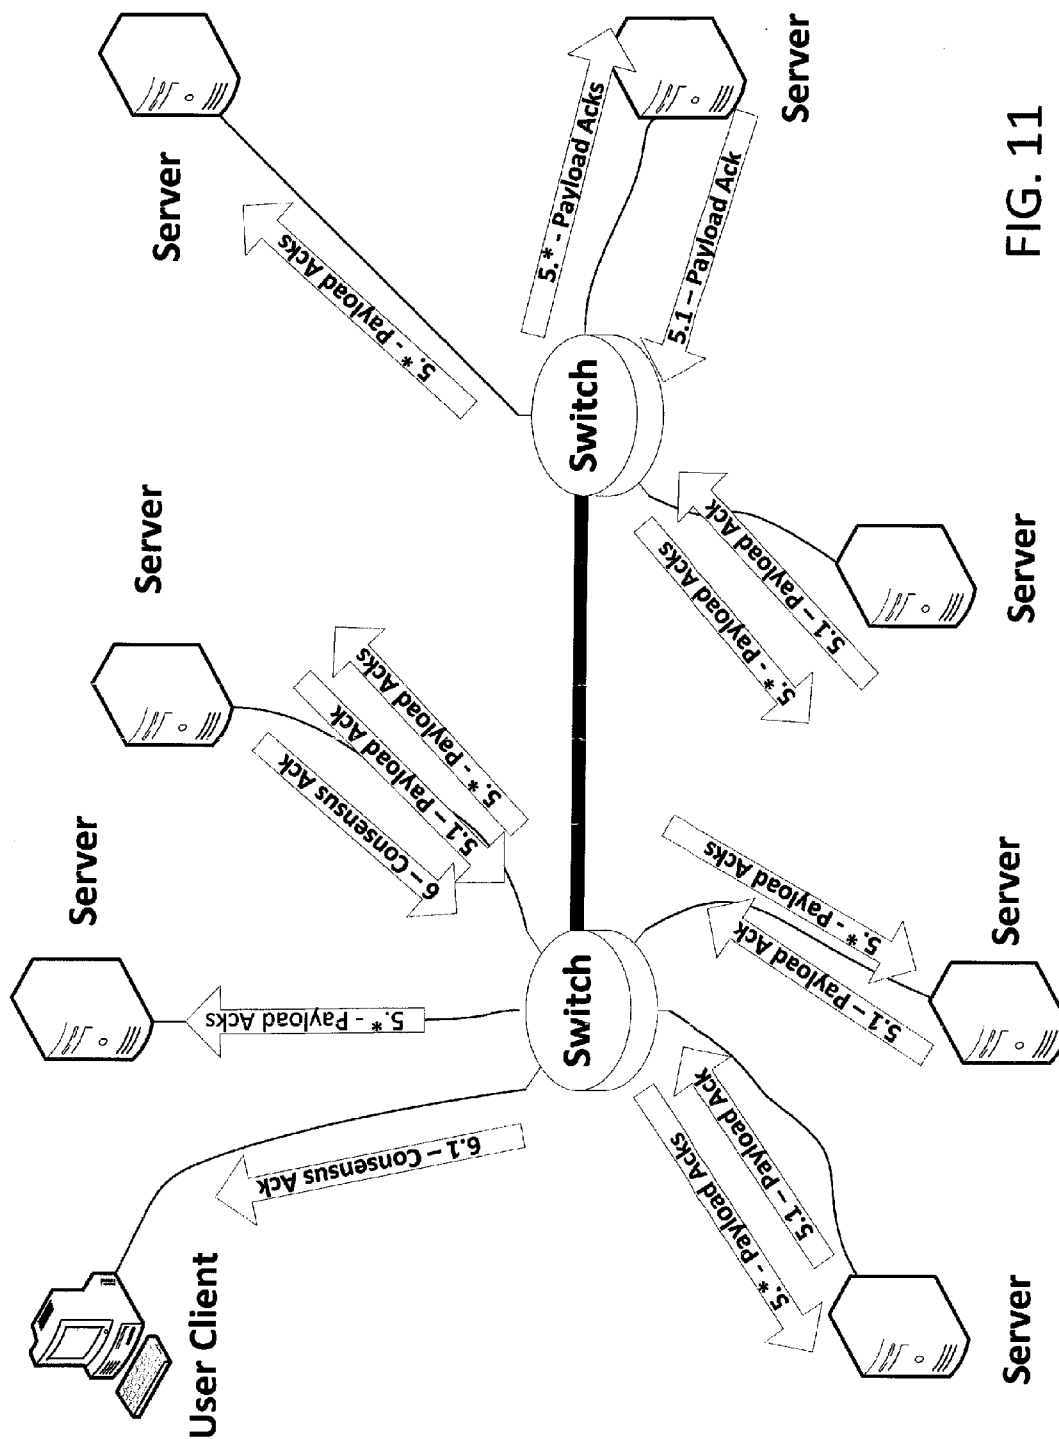 User Client
Server
Server
Server
6.1 – Consensus Ack
5.* - Payload Acks
6 – Consensus Ack
5.1 – Payload Ack
5.* - Payload Acks
5.* - Payload Acks
Switch
Switch
5.* - Payload Acks
5.1 – Payload Ack
5.1 – Payload Ack
5.* - Payload Acks
5.* - Payload Acks
5.1 – Payload Ack
5.* - Payload Acks
5.1 – Payload Ack
Server
Server
Server
Server
FIG. 11